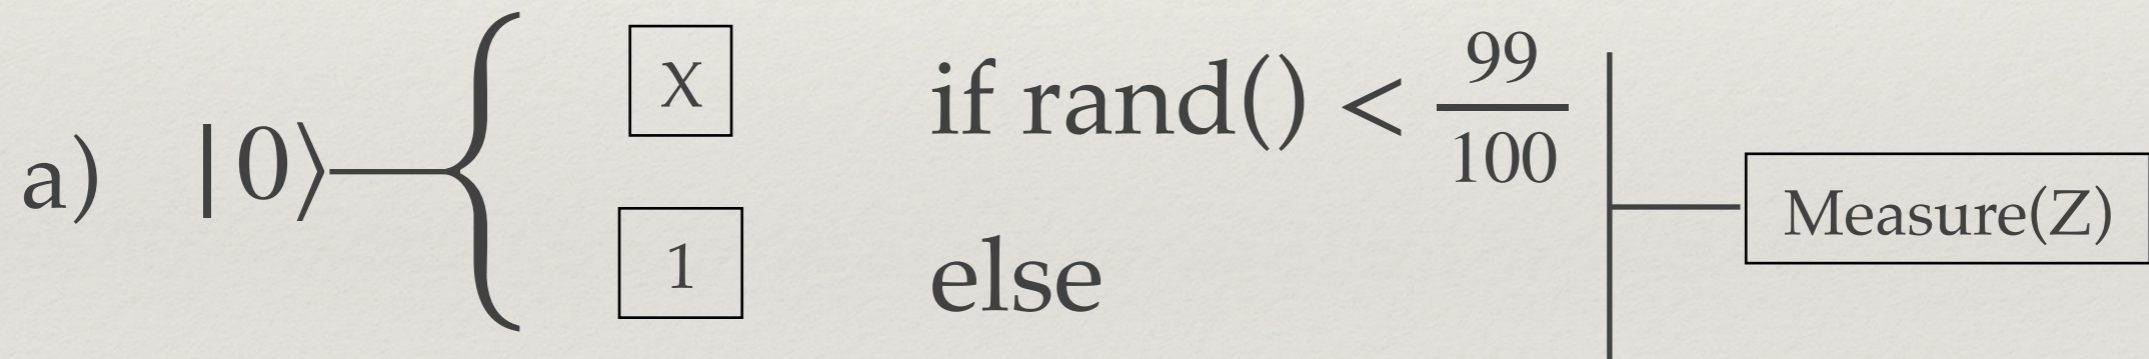 X if rand() < 99/100
a) |0⟩ Measure(Z)
1 else